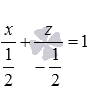 x/(1/2) + z/(-1/2) = 1